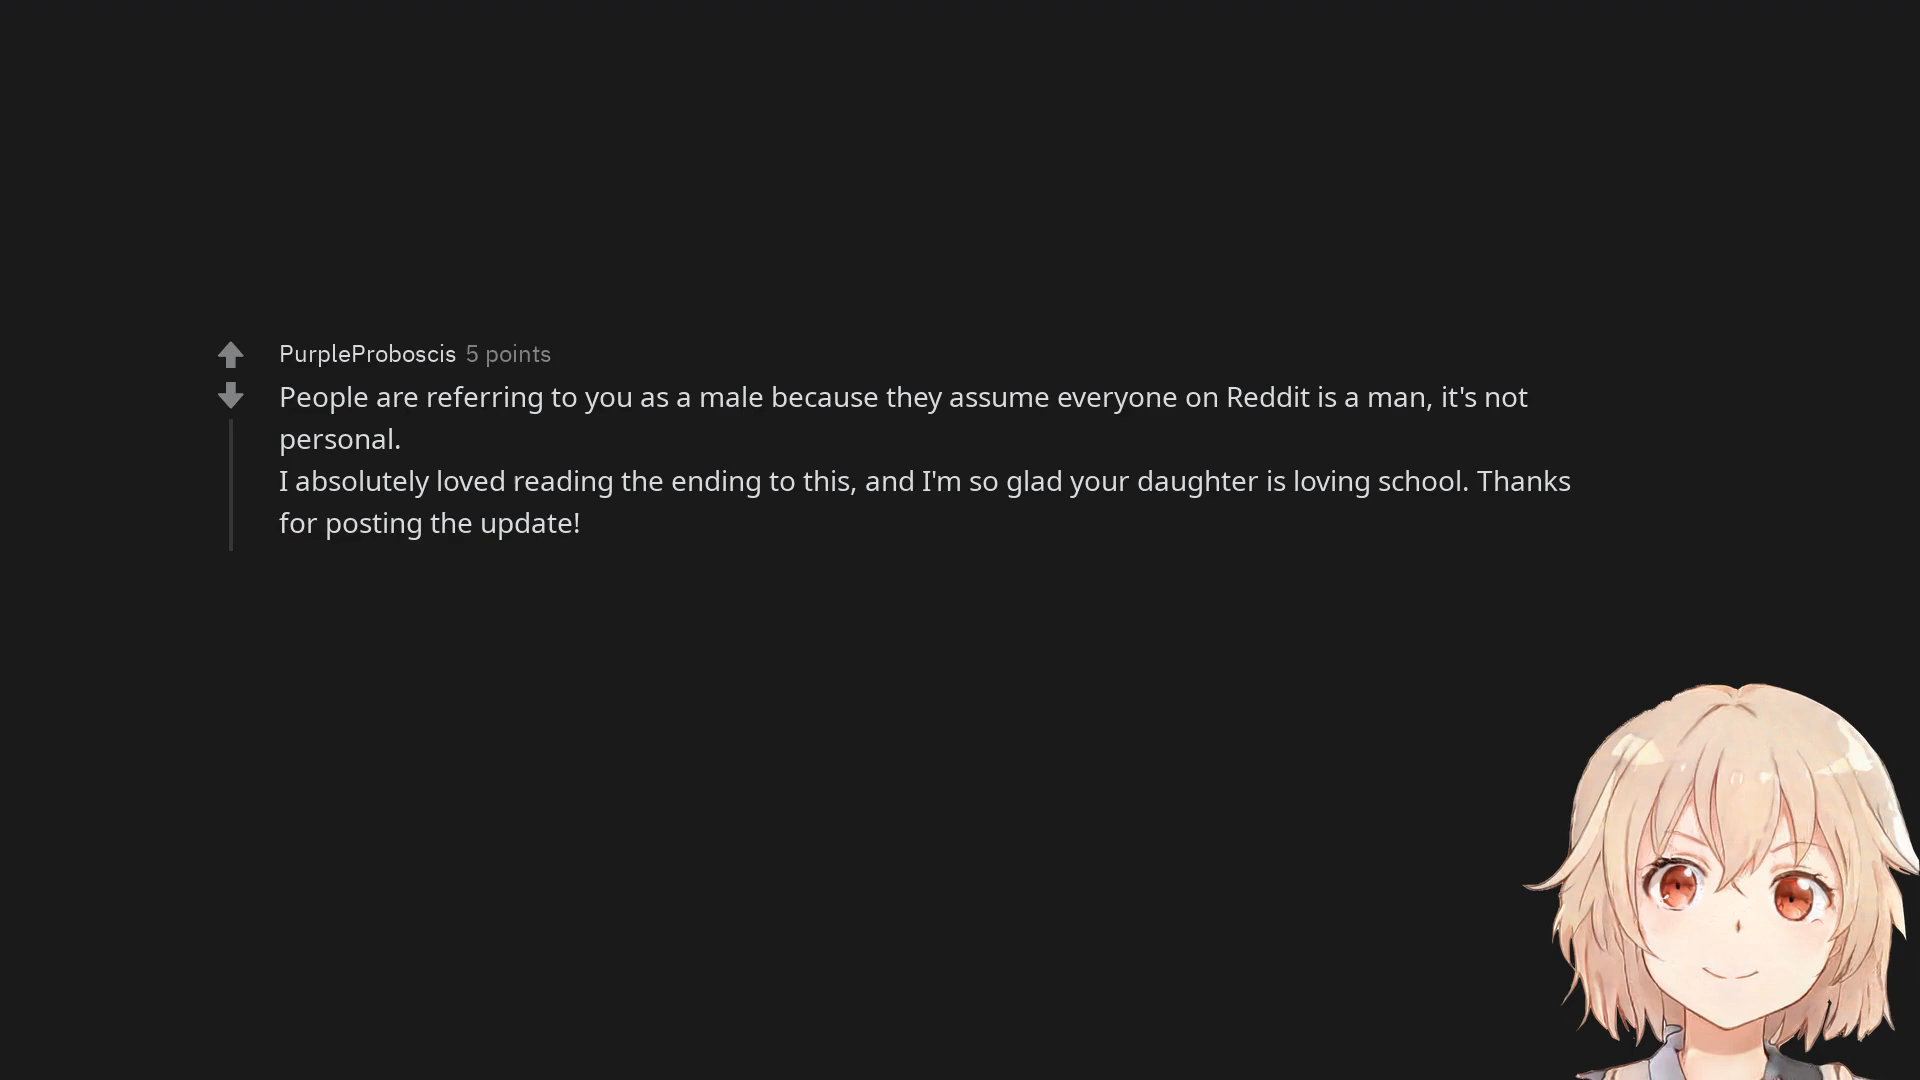 PurpleProboscis 5 points
People are referring to you as a male because they assume everyone on Reddit is a man, it's not
personal.
I absolutely loved reading the ending to this, and I'm so glad your daughter is loving school. Thanks
for posting the update!